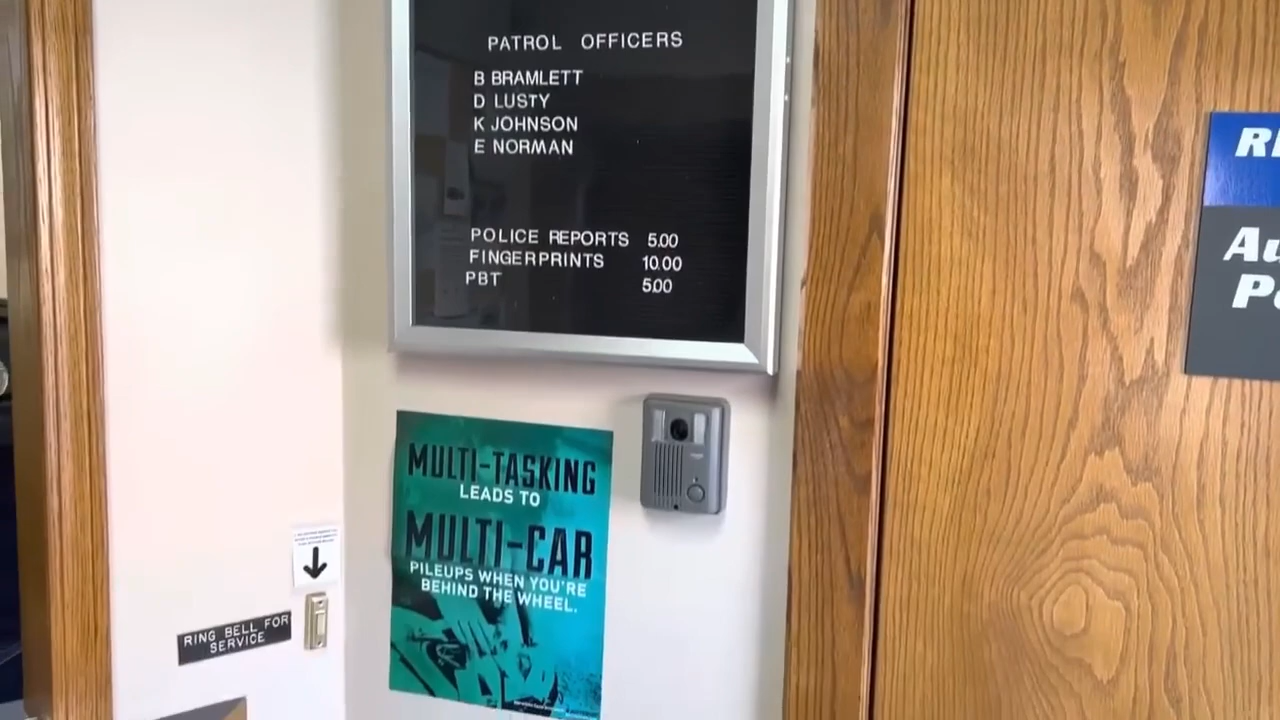 PATROL OFFICERS
B BRAMLETT
D LUSTY
K JOHNSON
E NORMAN
POLICE REPORTS 5.00
FINGERPRINTS 10.00
PBT 5.00
MULTI-TASKING
LEADS TO
MULTI-CAR
PILEUPS WHEN YOU'RE
BEHIND THE WHEEL.
RING BELL FOR
SERVICE